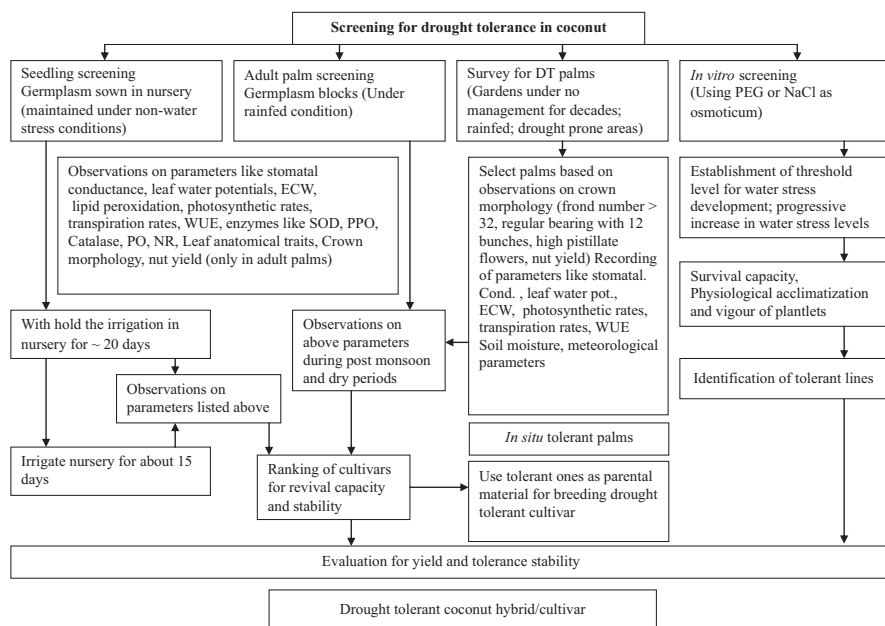 Screening for drought tolerance in coconut
Seedling screening
Germplasm sown in nursery
(maintained under non-water
stress conditions)
Adult palm screening
Germplasm blocks (Under
rainfed condition)
Survey for DT palms
(Gardens under no
management for decades;
rainfed; drought prone areas)
In vitro screening
(Using PEG or NaCl as
osmoticum)
Observations on parameters like stomatal
conductance, leaf water potentials, ECW,
lipid peroxidation, photosynthetic rates,
transpiration rates, WUE, enzymes like SOD, PPO,
Catalase, PO, NR, Leaf anatomical traits, Crown
morphology, nut yield (only in adult palms)
Select palms based on
observations on crown
morphology (frond number >
32, regular bearing with 12
bunches, high pistillate
flowers, nut yield) Recording
of parameters like stomatal.
Cond. , leaf water pot.,
ECW, photosynthetic rates,
transpiration rates, WUE
Soil moisture, meteorological
parameters
Establishment of threshold
level for water stress
development; progressive
increase in water stress levels
Survival capacity,
Physiological acclimatization
and vigour of plantlets
With hold the irrigation in
nursery for ~ 20 days
Observations on
above parameters
during post monsoon
and dry periods
Identification of tolerant lines
Observations on
parameters listed above
In situ tolerant palms
Irrigate nursery for about 15
days
Ranking of cultivars
for revival capacity
and stability
Use tolerant ones as parental
material for breeding drought
tolerant cultivar
Evaluation for yield and tolerance stability
Drought tolerant coconut hybrid/cultivar